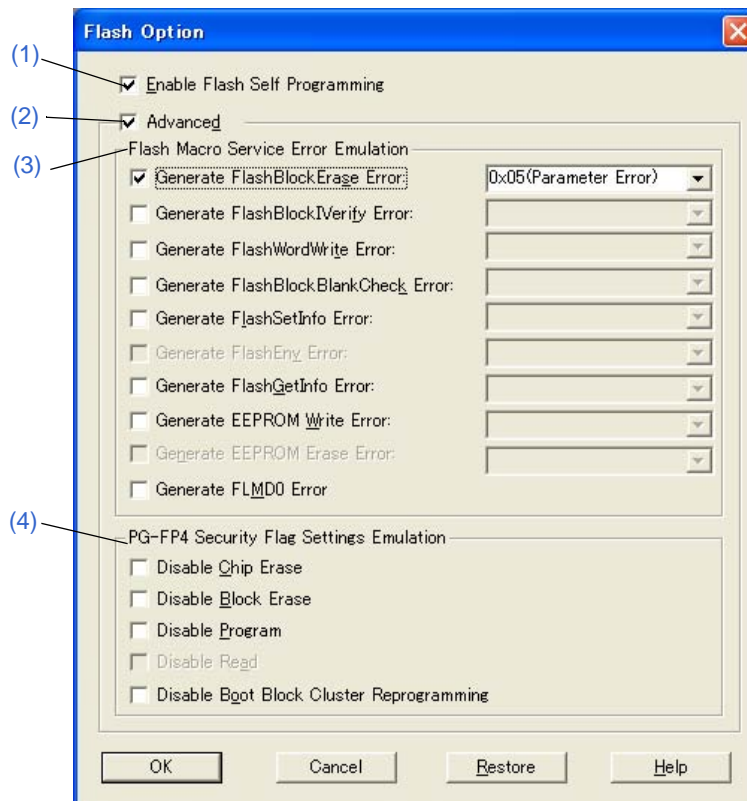 Flash Option
(1)
Enable Flash Self Programming
(2)
Advanced
(3)
Flash Macro Service Error Emulation
Generate FlashBlockErase Error: 0x05(Parameter Error)
Generate FlashBlockIVerify Error:
Generate FlashWordWrite Error:
Generate FlashBlockBlankCheck Error:
Generate FlashSetInfo Error:
Generate FlashEnv Error:
Generate FlashGetInfo Error:
Generate EEPROM Write Error:
Generate EEPROM Erase Error:
Generate FLMD0 Error
(4)
PG-FP4 Security Flag Settings Emulation
Disable Chip Erase
Disable Block Erase
Disable Program
Disable Read
Disable Boot Block Cluster Reprogramming
OK Cancel Restore Help